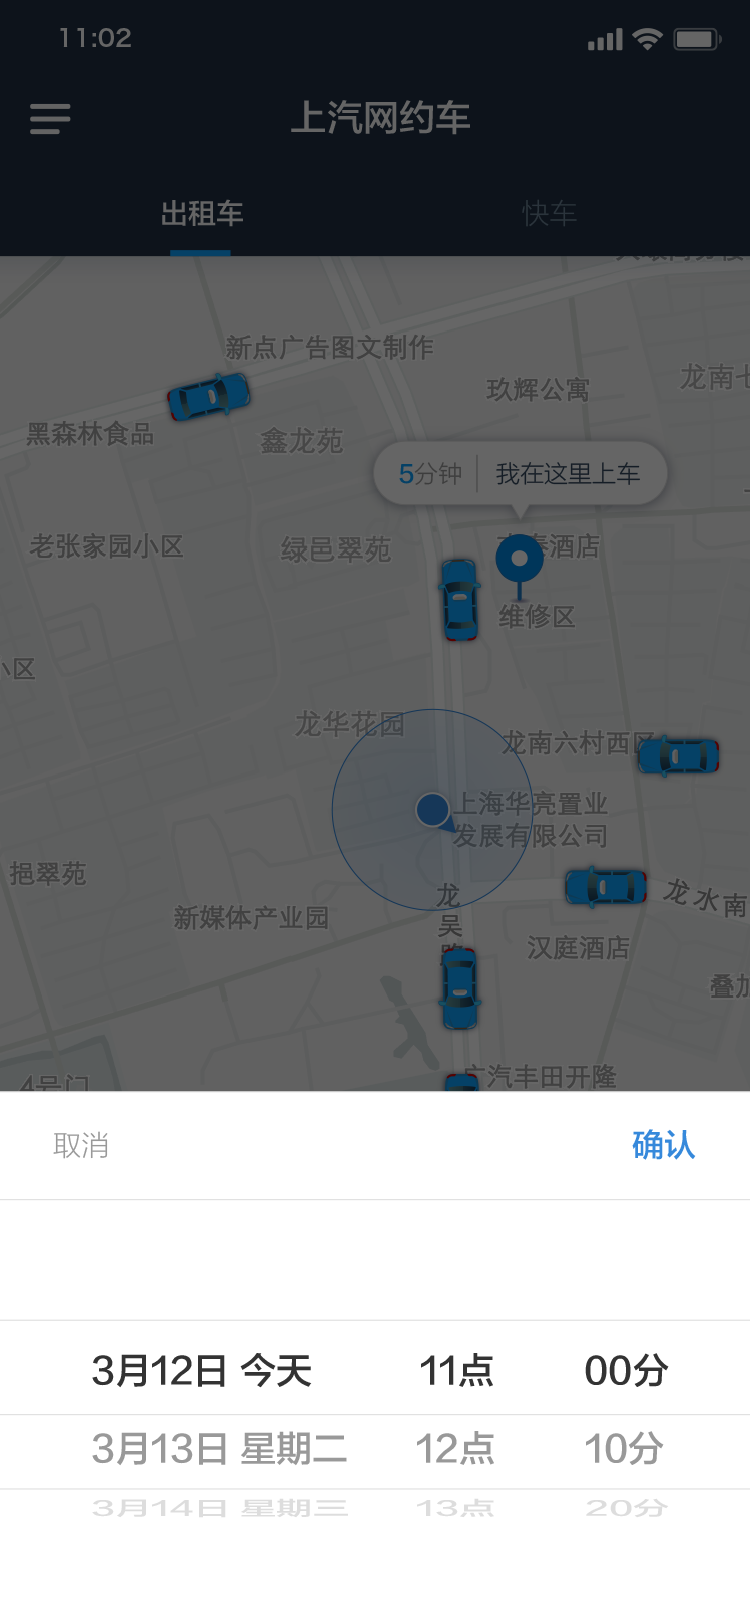 11:02
上汽网约车
出租车
快车
新点广告图文制作
玖辉公寓
龙南七
黑森林食品
鑫龙苑
5分钟 我在这里上车
老张家园小区
绿邑翠苑
泰酒店
维修区
小区
龙华花园
龙南六村西区
上海华亮置业
发展有限公司
挹翠苑
龙水南
龙吴
新媒体产业园
汉庭酒店
叠加
4号门
广汽丰田开隆
取消
确认
3月12日 今天 11点 00分
3月13日 星期二 12点 10分
3月14日 星期三 13点 20分